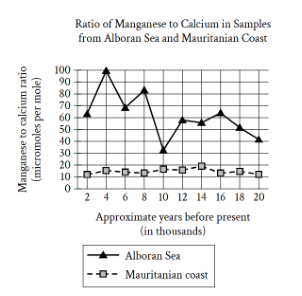 Ratio of Manganese to Calcium in Samples
from Alboran Sea and Mauritanian Coast
Manganese to calcium ratio
(micromoles per mole)
100
90
80
70
60
50
40
30
20
10
0
2 4 6 8 10 12 14 16 18 20
Approximate years before present
(in thousands)
Alboran Sea
Mauritanian coast